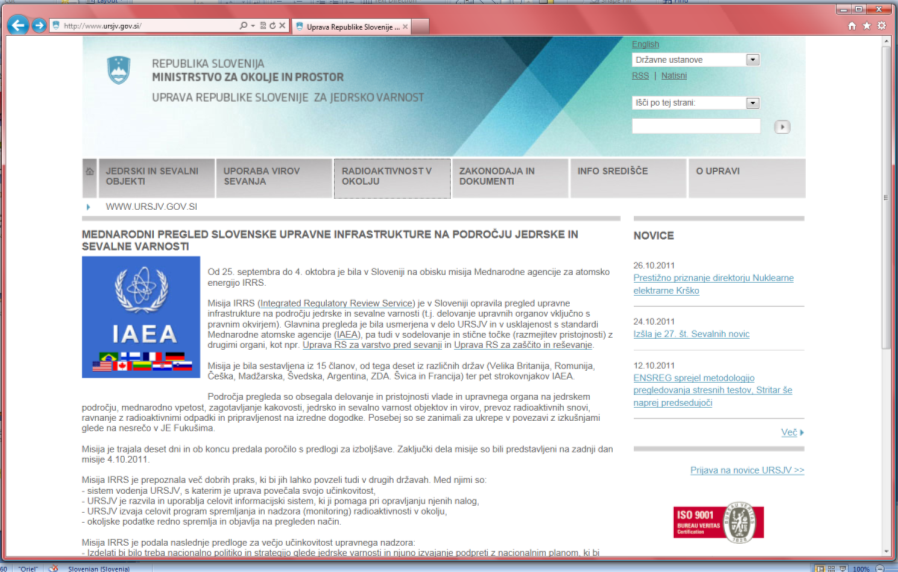 http://www.ursjv.gov.si/
Uprava Republike Slovenije ...
REPUBLIKA SLOVENIJA
MINISTRSTVO ZA OKOLJE IN PROSTOR
UPRAVA REPUBLIKE SLOVENIJE ZA JEDRSKO VARNOST
English
Državne ustanove
RSS | Natisni
Išči po tej strani:
JEDRSKI IN SEVALNI OBJEKTI
UPORABA VIROV SEVANJA
RADIOAKTIVNOST V OKOLJU
ZAKONODAJA IN DOKUMENTI
INFO SREDIŠČE
O UPRAVI
WWW.URSJV.GOV.SI
MEDNARODNI PREGLED SLOVENSKE UPRAVNE INFRASTRUKTURE NA PODROČJU JEDRSKE IN
SEVALNE VARNOSTI
IAEA
Od 25. septembra do 4. oktobra je bila v Sloveniji na obisku misija Mednarodne agencije za atomsko
energijo IRRS.
Misija IRRS (Integrated Regulatory Review Service) je v Sloveniji opravila pregled upravne
infrastrukture na področju jedrske in sevalne varnosti (t.j. delovanje upravnih organov vključno s
pravnim okvirjem). Glavnina pregleda je bila usmerjena v delo URSJV in v usklajenost s standardi
Mednarodne atomske agencije (IAEA), pa tudi v sodelovanje in stične točke (razmejitev pristojnosti) z
drugimi organi, kot npr. Uprava RS za varstvo pred sevanji in Uprava RS za zaščito in reševanje.
Misija je bila sestavljena iz 15 članov, od tega deset iz različnih držav (Velika Britanija, Romunija,
Češka, Madžarska, Švedska, Argentina, ZDA. Švica in Francija) ter pet strokovnjakov IAEA.
Področja pregleda so obsegala delovanje in pristojnosti vlade in upravnega organa na jedrskem
področju, mednarodno vpetost, zagotavljanje kakovosti, jedrsko in sevalno varnost objektov in virov, prevoz radioaktivnih snovi,
ravnanje z radioaktivnimi odpadki in pripravljenost na izredne dogodke. Posebej so se zanimali za ukrepe v povezavi z izkušnjami
glede na nesrečo v JE Fukušima.
Misija je trajala deset dni in ob koncu predala poročilo s predlogi za izboljšave. Zaključki dela misije so bili predstavljeni na zadnji dan
misije 4.10.2011.
Misija IRRS je prepoznala več dobrih praks, ki bi jih lahko povzeli tudi v drugih državah. Med njimi so:
- sistem vodenja URSJV, s katerim je uprava povečala svojo učinkovitost,
- URSJV je razvila in uporablja celovit informacijski sistem, ki ji pomaga pri opravljanju njenih nalog,
- URSJV izvaja celovit program spremljanja in nadzora (monitoring) radioaktivnosti v okolju,
- okoljske podatke redno spremlja in objavlja na pregleden način.
Misija IRRS je podala naslednje predloge za večjo učinkovitost upravnega nadzora:
- Izdelati bi bilo treba nacionalno politiko in strategijo glede jedrske varnosti in njuno izvajanje podpreti z nacionalnim planom, ki bi
NOVICE
26.10.2011
Prestižno priznanje direktorju Nuklearne
elektrarne Krško
24.10.2011
Izšla je 27. št. Sevalnih novic
12.10.2011
ENSREG sprejel metodologijo
pregledovanja stresnih testov, Stritar še
naprej predsedujoči
Več
Prijava na novice URSJV >>
ISO 9001
BUREAU VERITAS
Certification
60 "Oriel" Slovenian (Slovenia) 100%